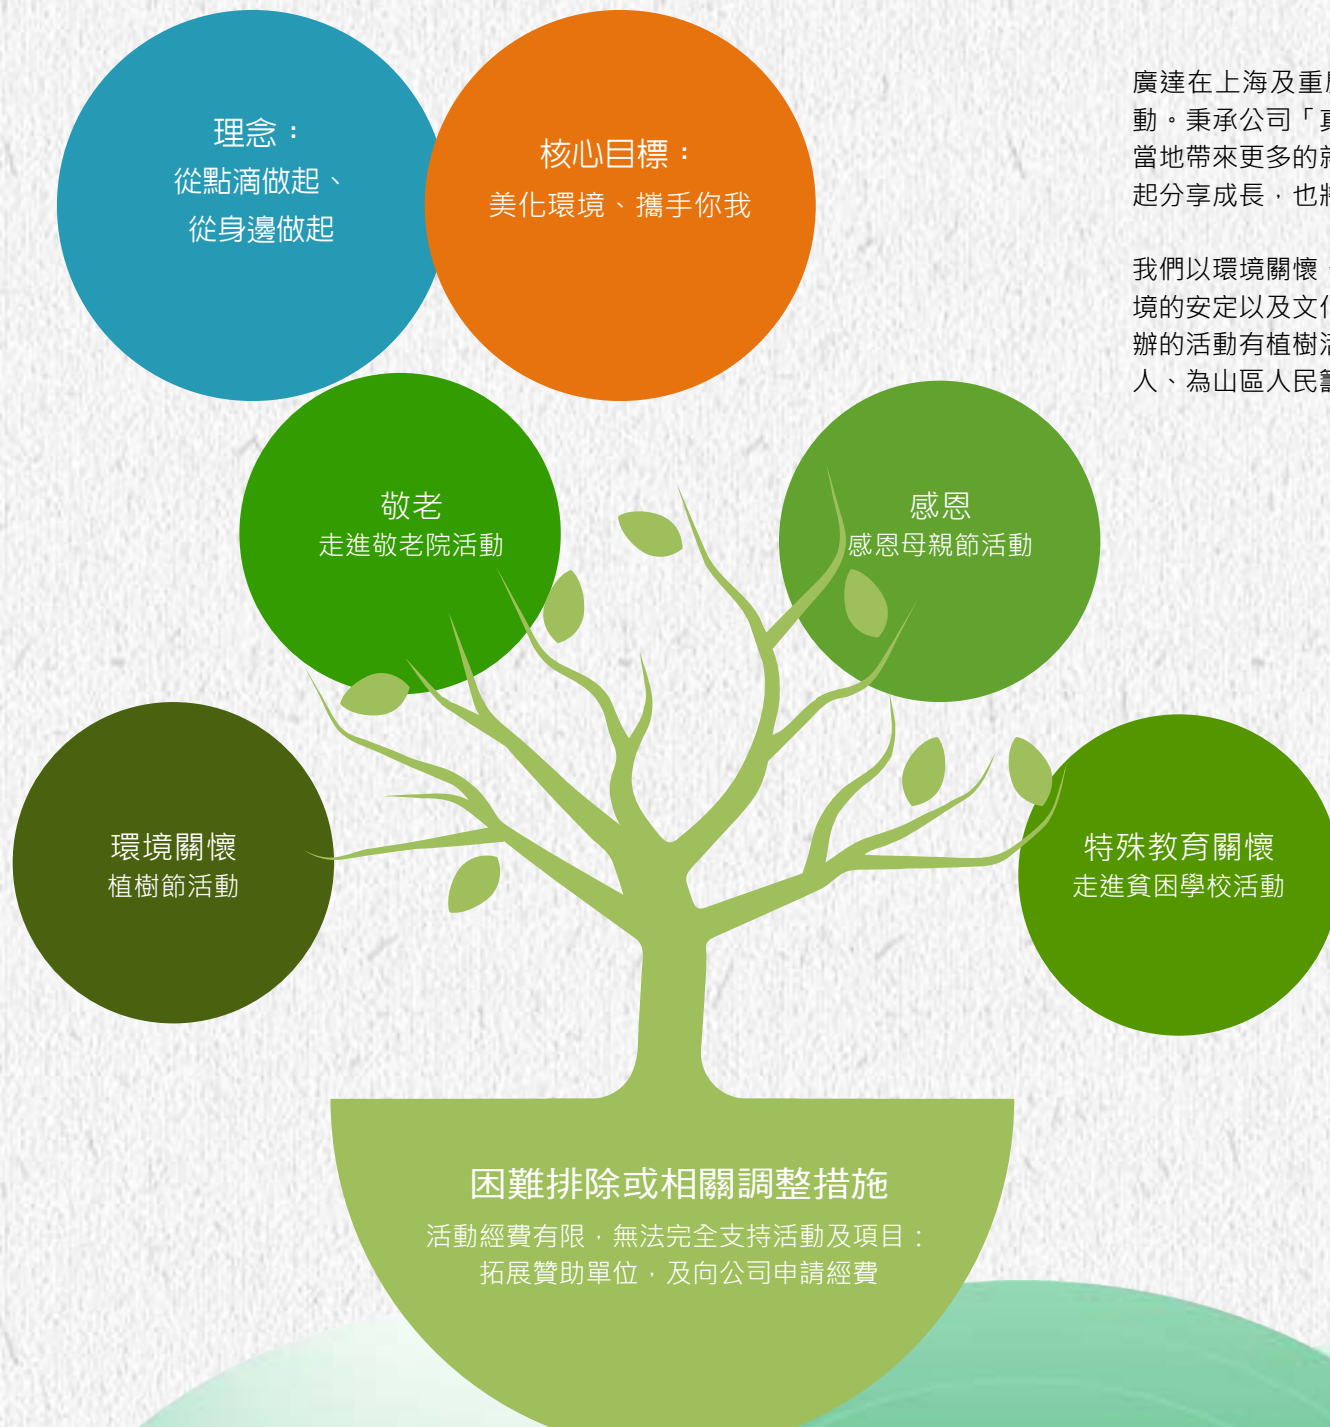 理念：
從點滴做起、
從身邊做起
核心目標：
美化環境、攜手你我
廣達在上海及重
動。秉承公司「
當地帶來更多的
起分享成長，也
我們以環境關懷
境的安定以及文
辦的活動有植樹
人、為山區人民
敬老
走進敬老院活動
感恩
感恩母親節活動
環境關懷
植樹節活動
特殊教育關懷
走進貧困學校活動
困難排除或相關調整措施
活動經費有限，無法完全支持活動及項目：
拓展贊助單位，及向公司申請經費